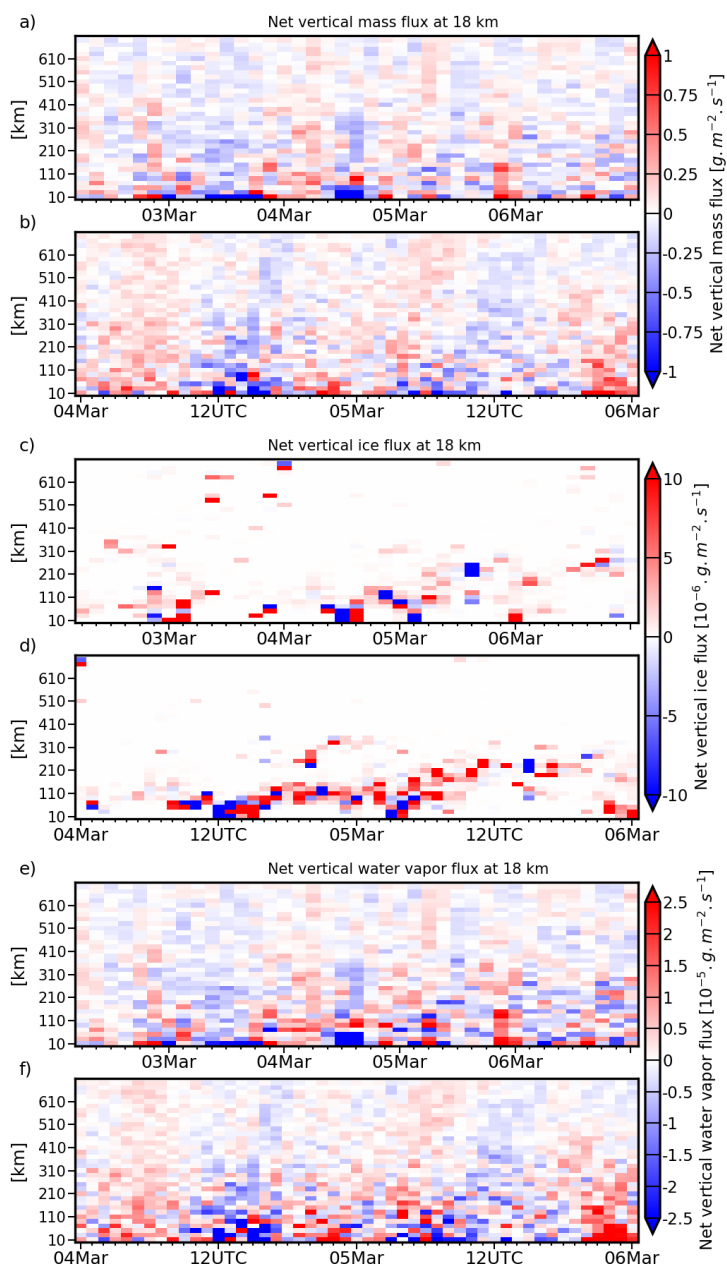 a)
Net vertical mass flux at 18 km
610
510
410
310
210
110
10
[km]
03Mar
04Mar
05Mar
06Mar
b)
610
510
410
310
210
110
10
[km]
04Mar
12UTC
05Mar
12UTC
06Mar
1
0.75
0.5
0.25
0
-0.25
-0.5
-0.75
-1
Net vertical mass flux [g.m⁻².s⁻¹]
c)
Net vertical ice flux at 18 km
610
510
410
310
210
110
10
[km]
03Mar
04Mar
05Mar
06Mar
d)
610
510
410
310
210
110
10
[km]
04Mar
12UTC
05Mar
12UTC
06Mar
10
5
0
-5
-10
Net vertical ice flux [10⁻⁶.g.m⁻².s⁻¹]
e)
Net vertical water vapor flux at 18 km
610
510
410
310
210
110
10
[km]
03Mar
04Mar
05Mar
06Mar
f)
610
510
410
310
210
110
10
[km]
04Mar
12UTC
05Mar
12UTC
06Mar
2.5
2
1.5
1
0.5
0
-0.5
-1
-1.5
-2
-2.5
Net vertical water vapor flux [10⁻⁵.g.m⁻².s⁻¹]